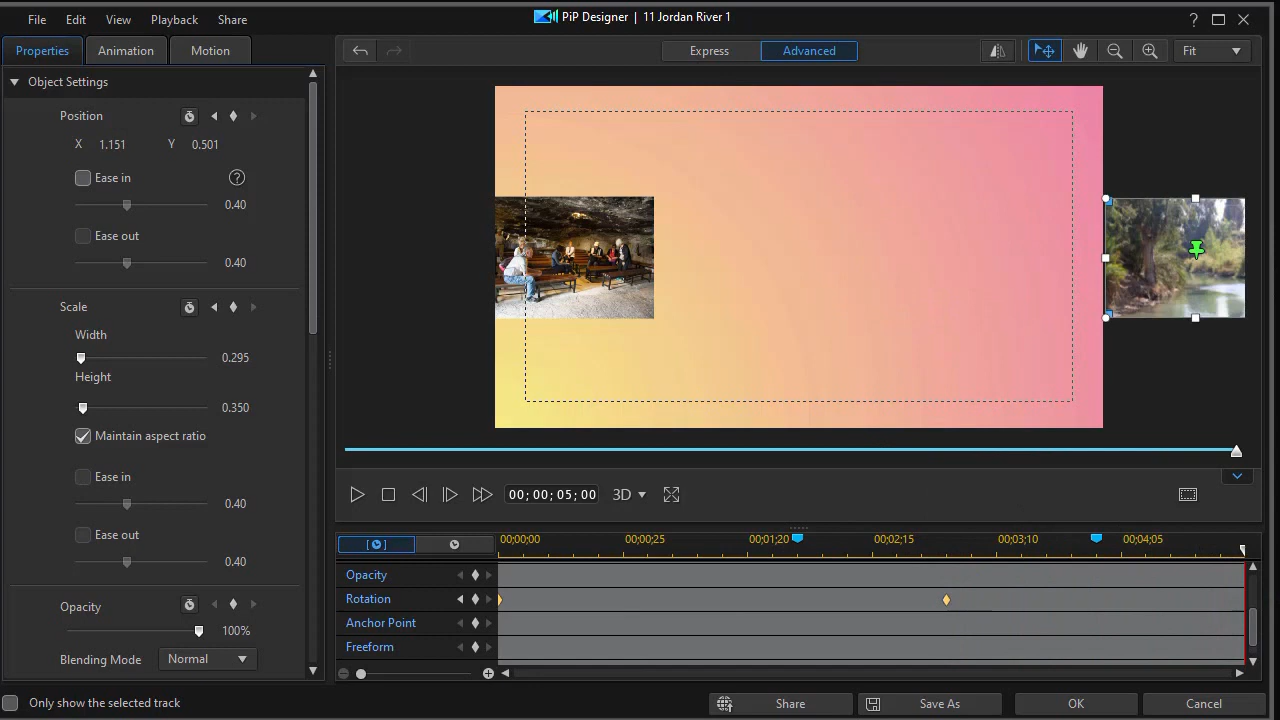 File Edit View Playback Share
PiP Designer | 11 Jordan River 1
?
Properties Animation Motion
Express Advanced
Fit
Object Settings
Position
X 1.151 Y 0.501
Ease in ?
0.40
Ease out
0.40
Scale
Width
0.295
Height
0.350
Maintain aspect ratio
Ease in
0.40
Ease out
0.40
Opacity
100%
Blending Mode Normal
00; 00; 05; 00 3D
00;00;00 00;00;25 00;01;20 00;02;15 00;03;10 00;04;05
Opacity
Rotation
Anchor Point
Freeform
Only show the selected track
Share Save As OK Cancel